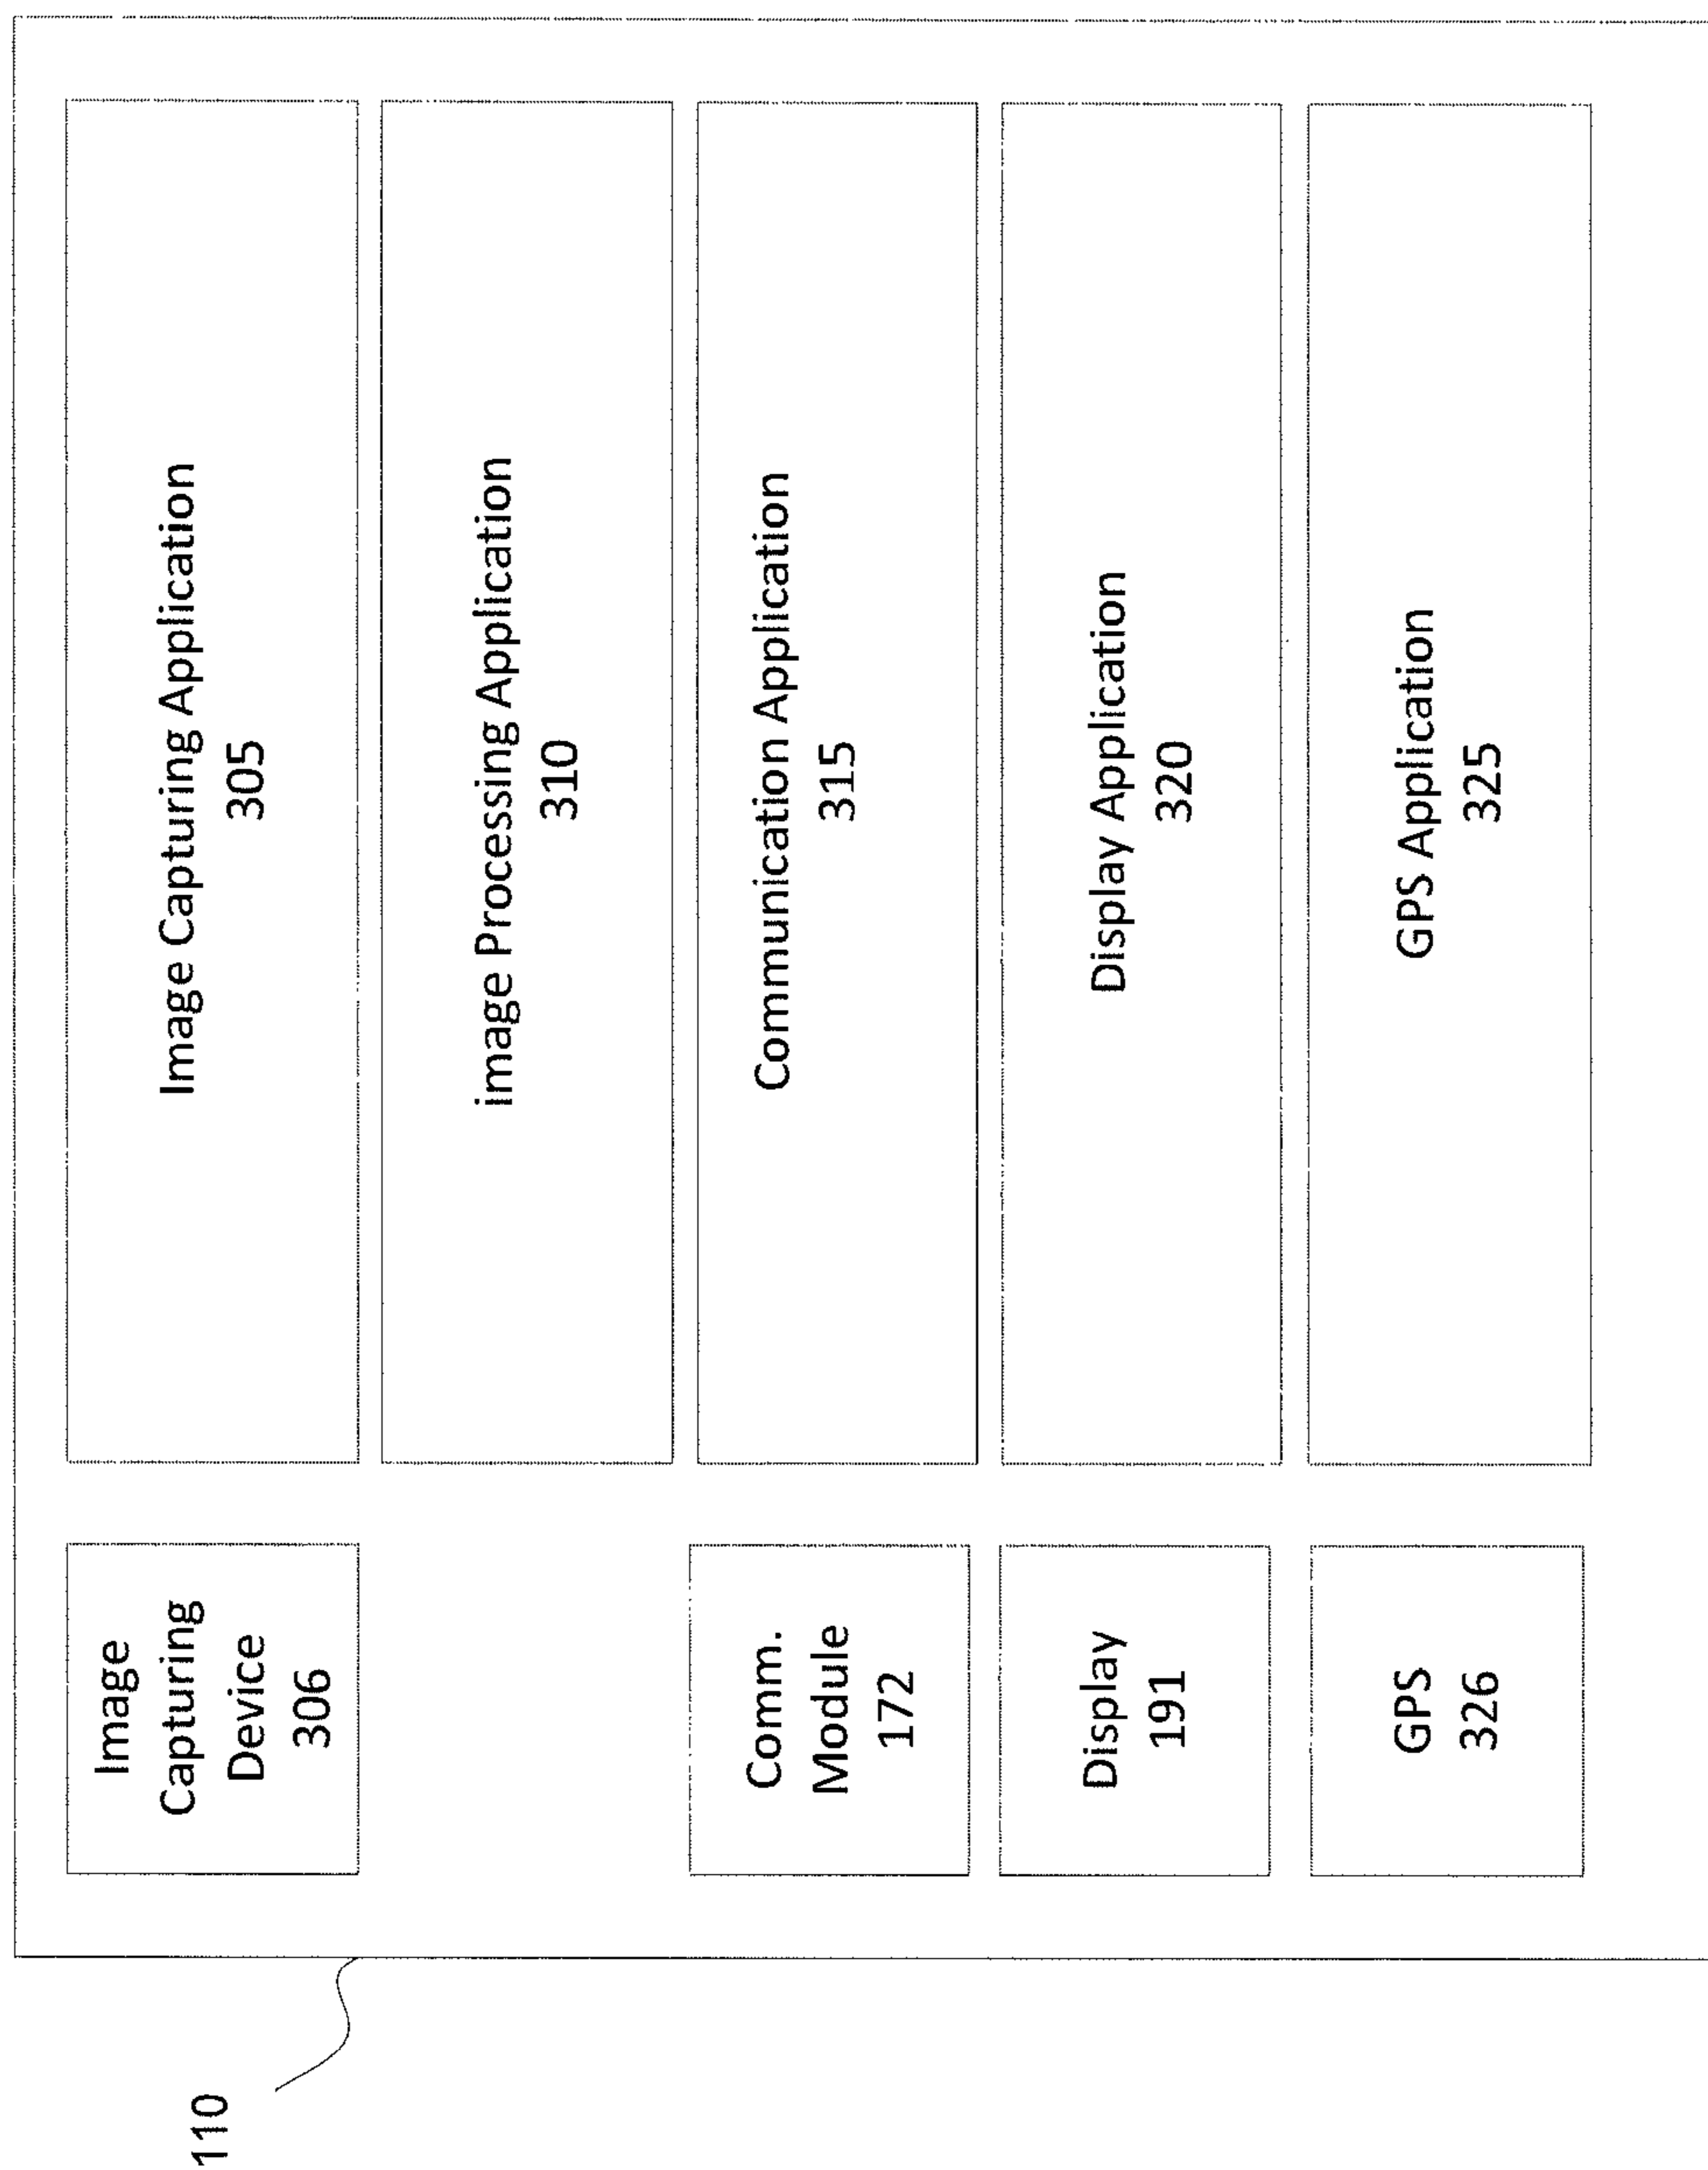 110
Image
Capturing
Device
306
Image Capturing Application
305
image Processing Application
310
Comm.
Module
172
Communication Application
315
Display
191
Display Application
320
GPS
326
GPS Application
325